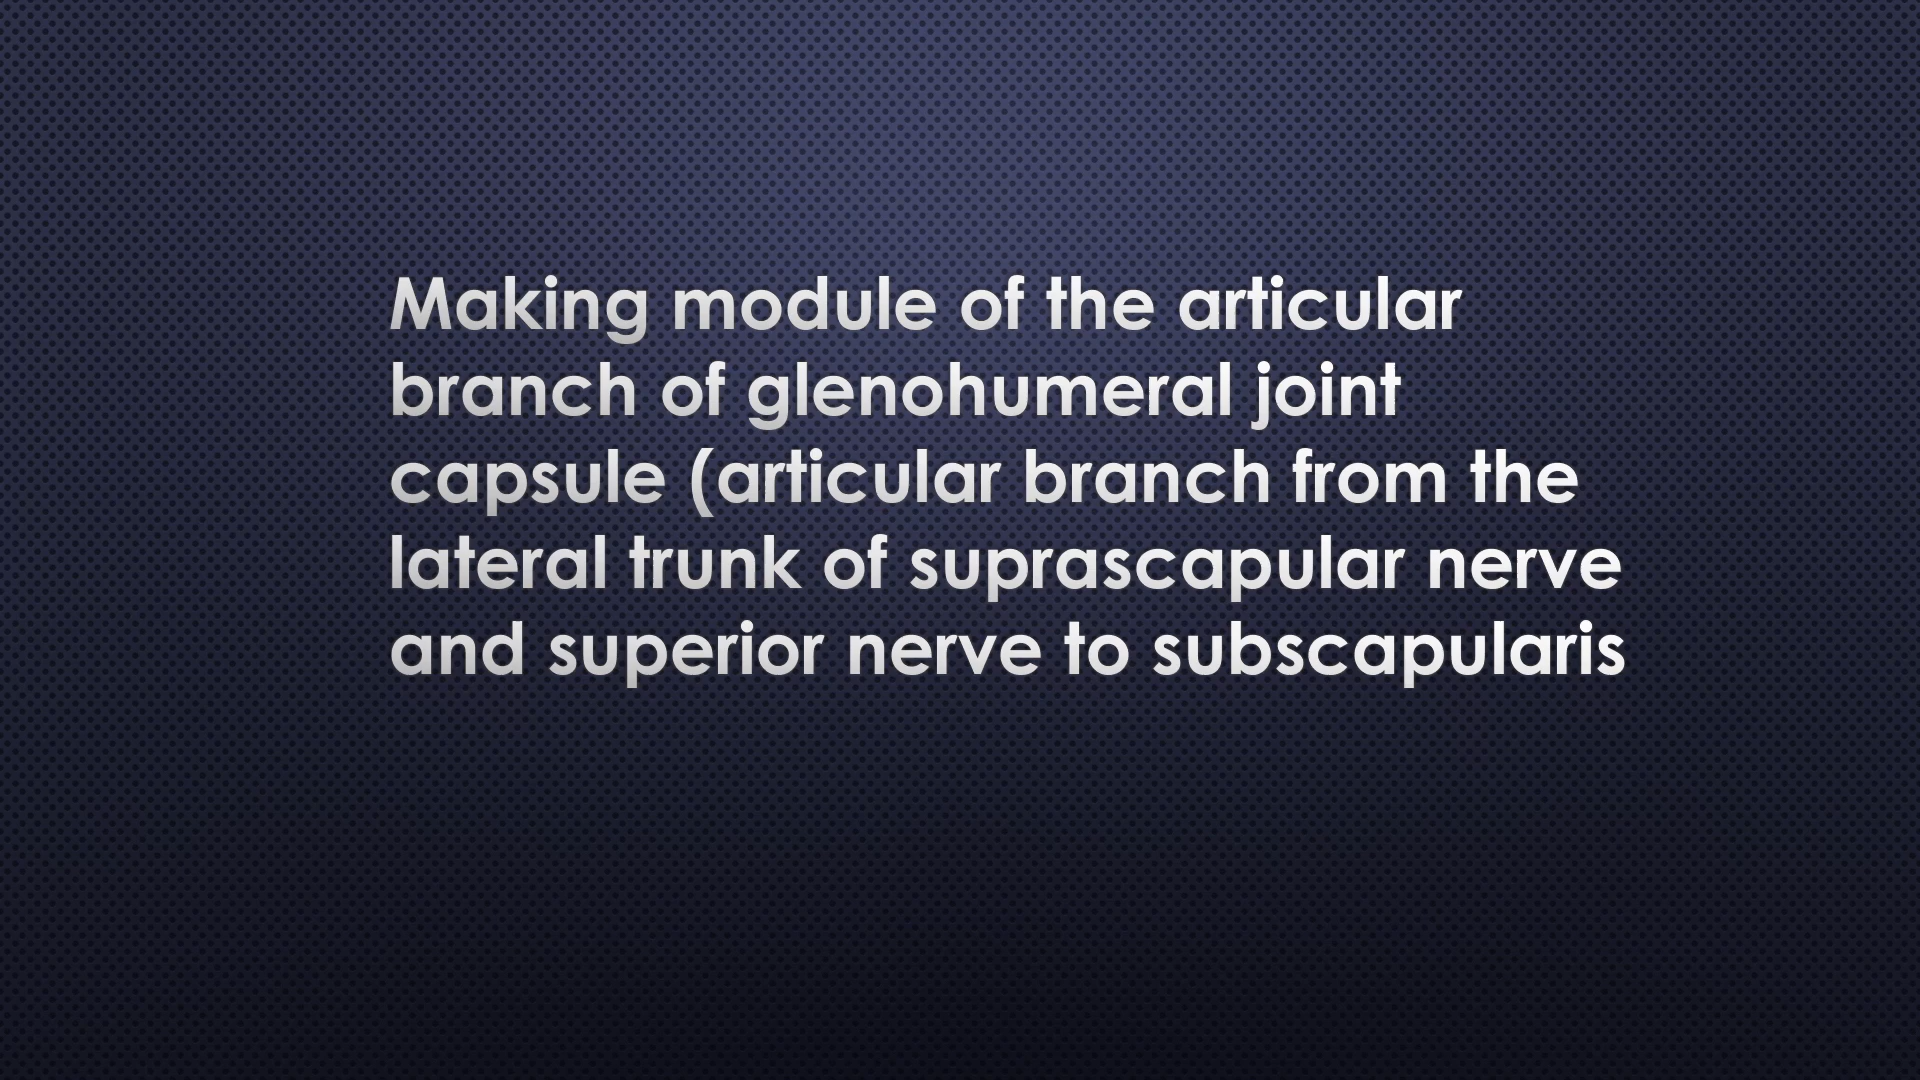 Making module of the articular
branch of glenohumeral joint
capsule (articular branch from the
lateral trunk of suprascapular nerve
and superior nerve to subscapularis